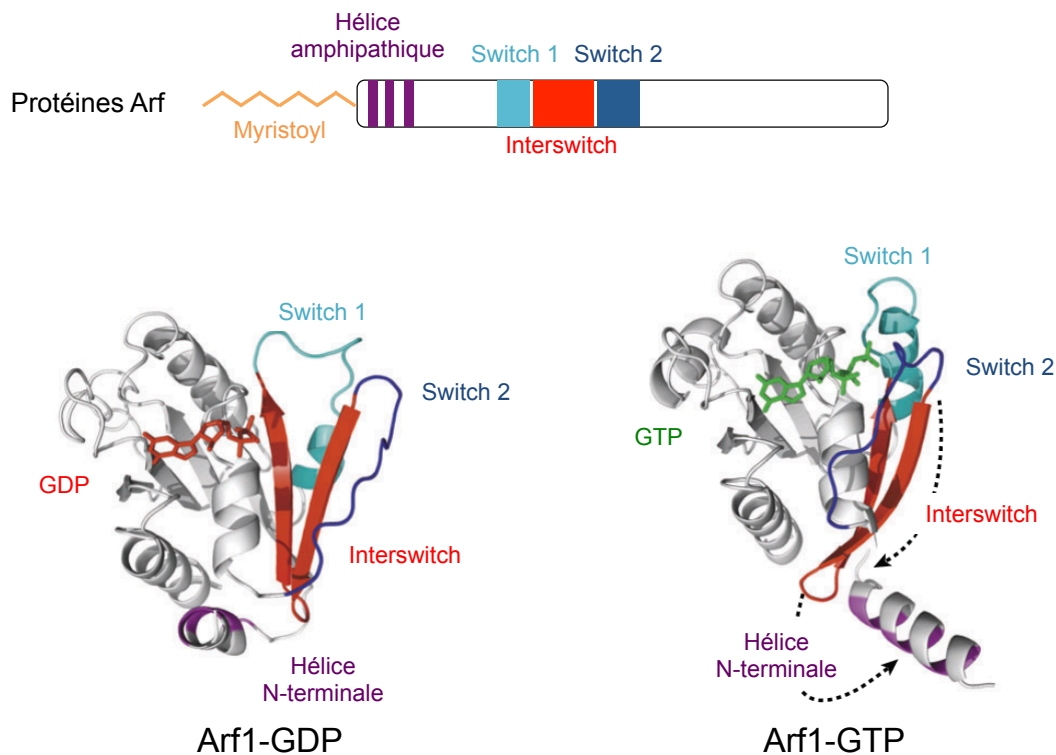 Hélice
amphipathique
Switch 1
Switch 2
Protéines Arf
Myristoyl
Interswitch
Switch 1
Switch 2
GDP
Interswitch
Hélice
N-terminale
Arf1-GDP
Switch 1
Switch 2
GTP
Interswitch
Hélice
N-terminale
Arf1-GTP